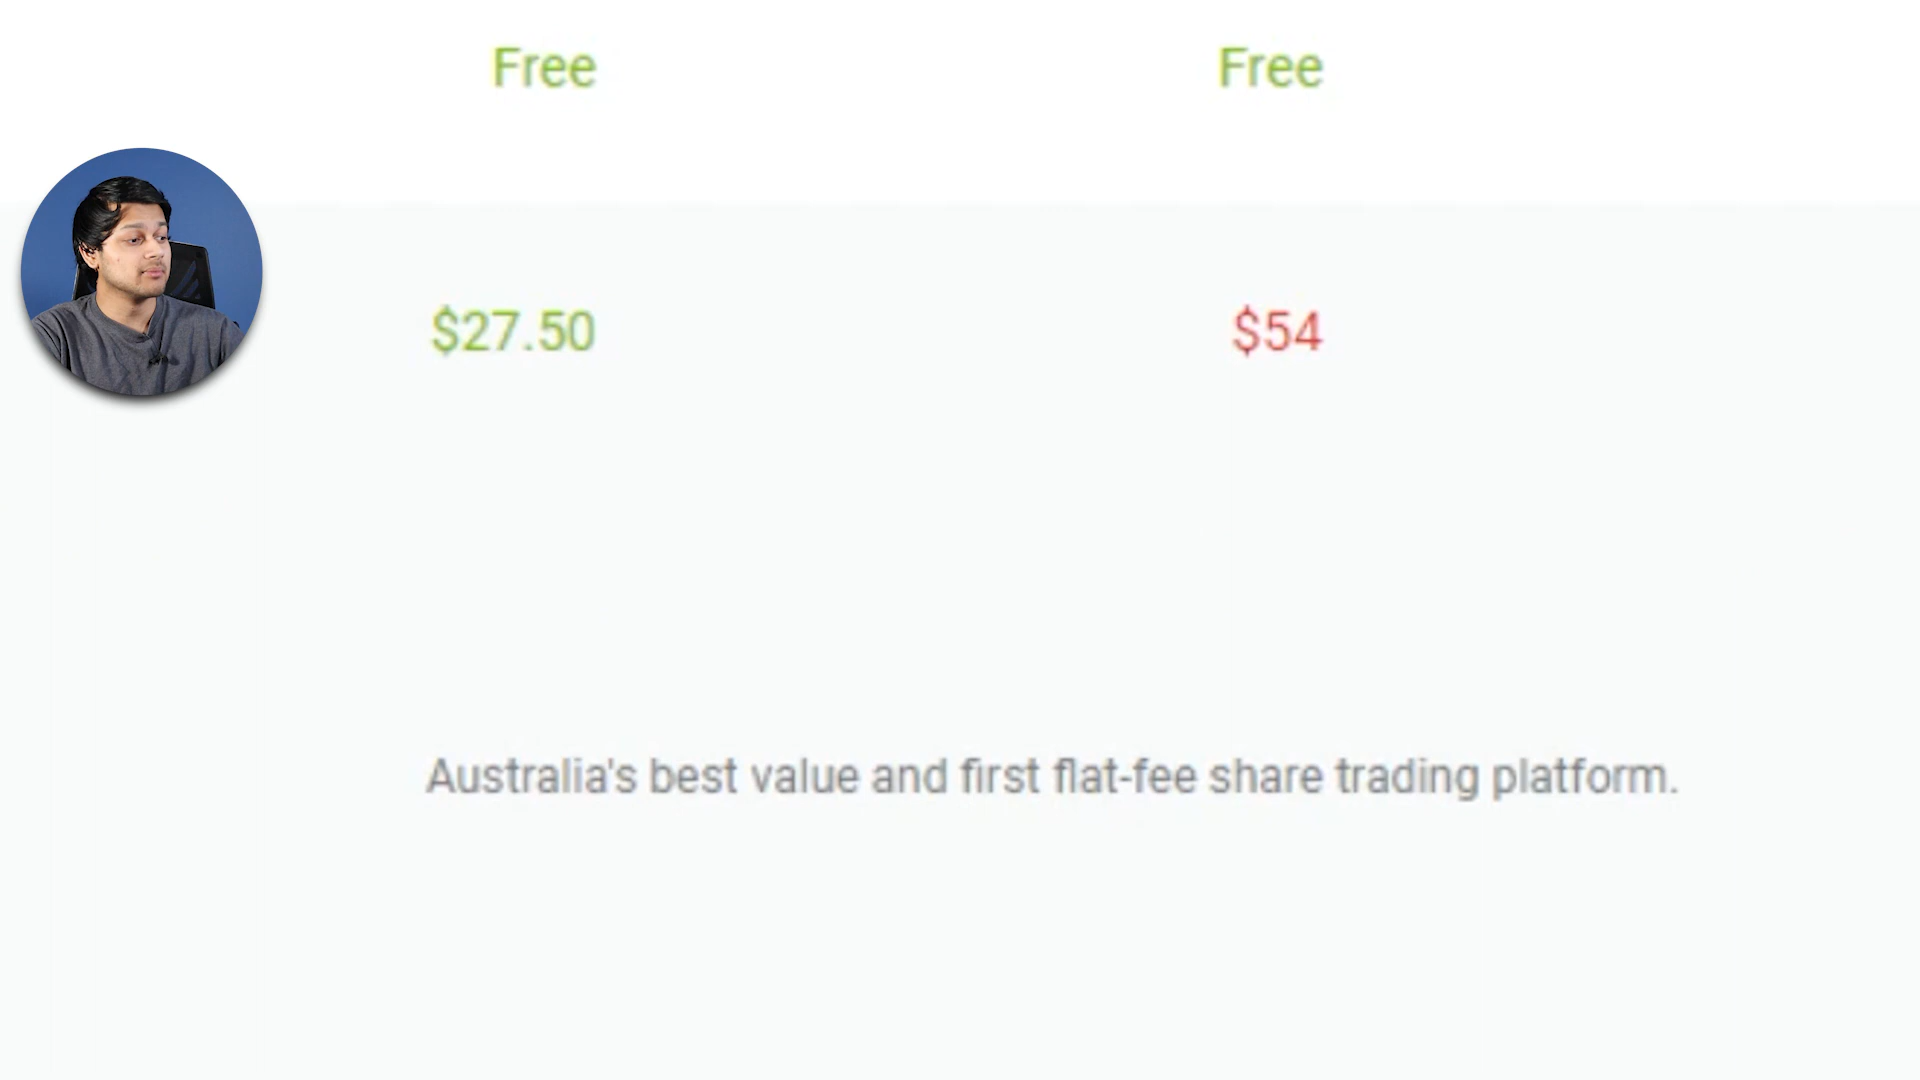 Free Free
$27.50 $54
Australia's best value and first flat-fee share trading platform.